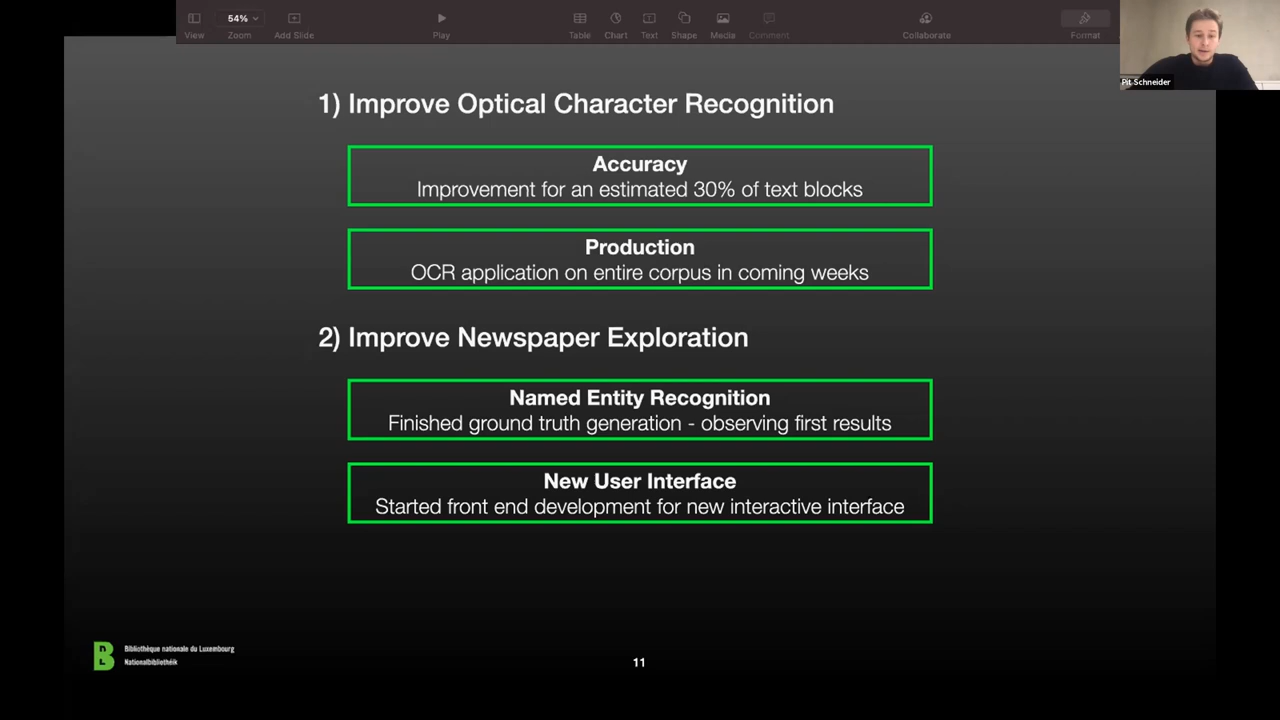 54%
View
Zoom
Add Slide
Play
Table
Chart
Text
Shape
Media
Comment
Collaborate
Format
Pit Schneider
1) Improve Optical Character Recognition
Accuracy
Improvement for an estimated 30% of text blocks
Production
OCR application on entire corpus in coming weeks
2) Improve Newspaper Exploration
Named Entity Recognition
Finished ground truth generation - observing first results
New User Interface
Started front end development for new interactive interface
BnL
Bibliothèque nationale du Luxembourg
Nationalbibliothéik
11